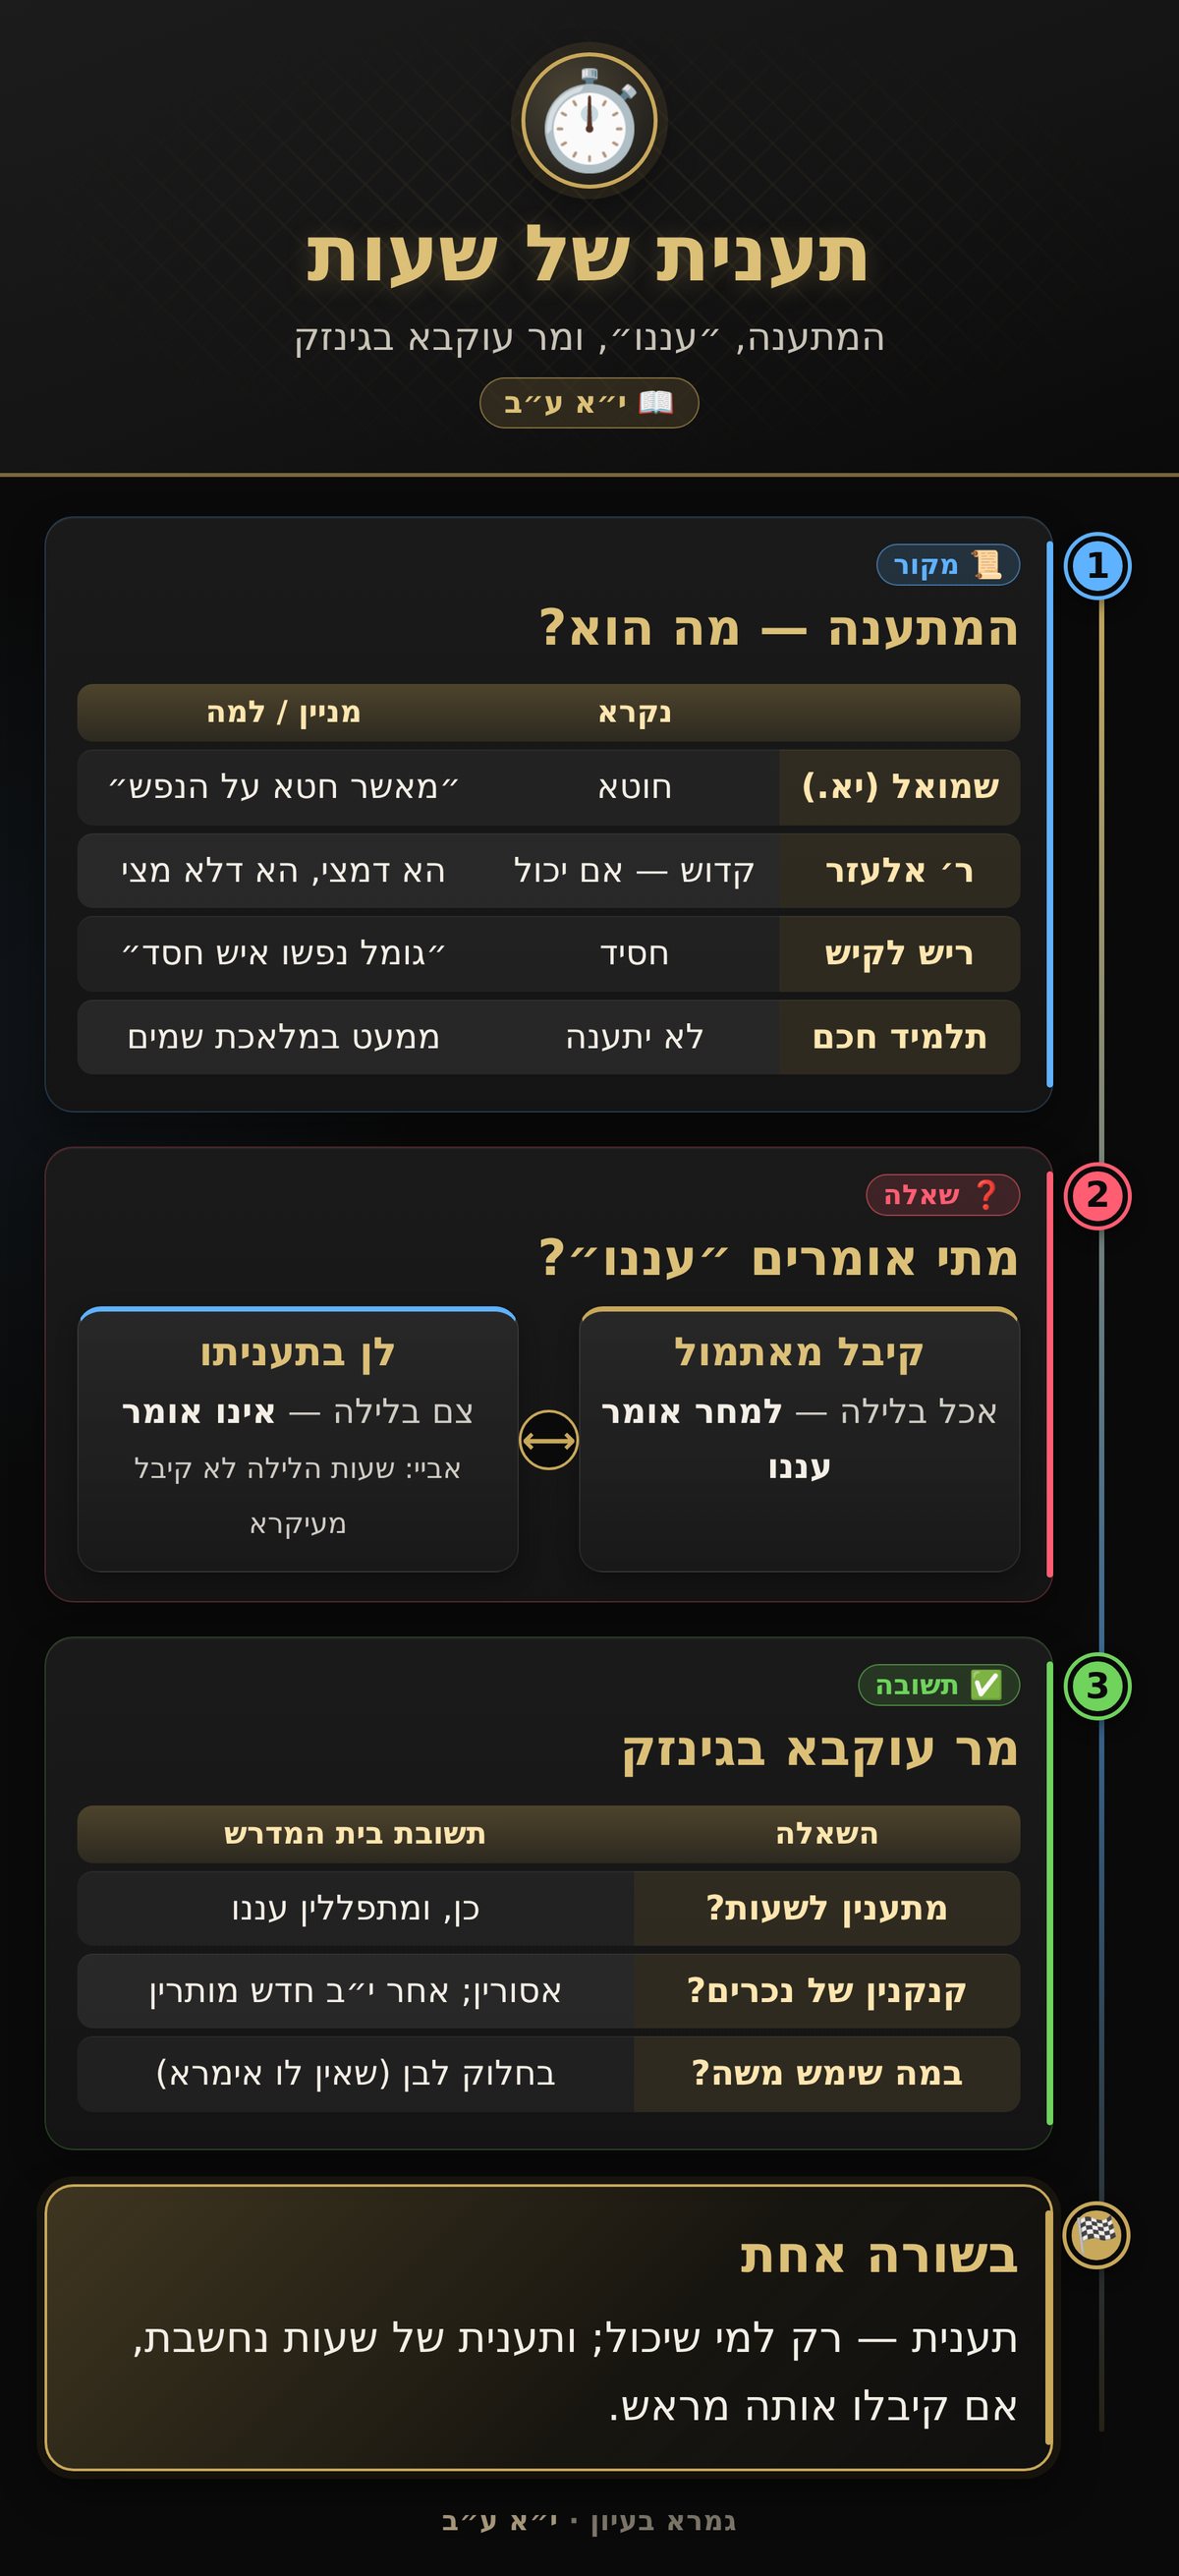 תענית של שעות
המתענה, ״עננו״, ומר עוקבא בגינזק
📖 י״א ע״ב
1
📜 מקור
המתענה — מה הוא?
נקרא מניין / למה
שמואל (יא.) חוטא ״מאשר חטא על הנפש״
ר׳ אלעזר קדוש — אם יכול הא דמצי, הא דלא מצי
ריש לקיש חסיד ״גומל נפשו איש חסד״
תלמיד חכם לא יתענה ממעט במלאכת שמים
2
❓ שאלה
מתי אומרים ״עננו״?
קיבל מאתמול
אכל בלילה — למחר אומר
עננו
לן בתעניתו
צם בלילה — אינו אומר
אביי: שעות הלילה לא קיבל
מעיקרא
3
✅ תשובה
מר עוקבא בגינזק
השאלה תשובת בית המדרש
מתענין לשעות? כן, ומתפללין עננו
קנקנין של נכרים? אסורין; אחר י״ב חדש מותרין
במה שימש משה? בחלוק לבן (שאין לו אימרא)
בשורה אחת
תענית — רק למי שיכול; ותענית של שעות נחשבת,
אם קיבלו אותה מראש.
גמרא בעיון · י״א ע״ב